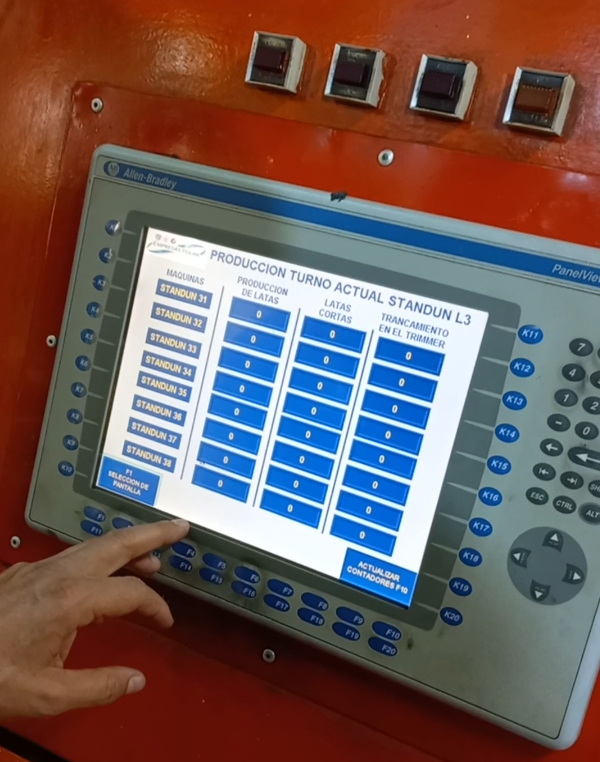 Allen-Bradley
PanelView
PRODUCCION TURNO ACTUAL STANDUN L3
MAQUINAS
PRODUCCION
DE LATAS
LATAS
CORTAS
TRANCAMIENTO
EN EL TRIMMER
STANDUN 31 0 0 0
STANDUN 32 0 0 0
STANDUN 33 0 0 0
STANDUN 34 0 0 0
STANDUN 35 0 0 0
STANDUN 36 0 0 0
STANDUN 37 0 0 0
STANDUN 38 0 0 0
F1
SELECCION DE
PANTALLA
ACTUALIZAR
CONTADORES F10
K10
K11
K12
K13
K14
K15
K16
K17
K18
K19
K20
7
4
1 2
- 0
ESC CTRL ALT
F1
F11
F4 F5 F6 F7 F8 F9 F10
F14 F15 F16 F17 F18 F19 F20